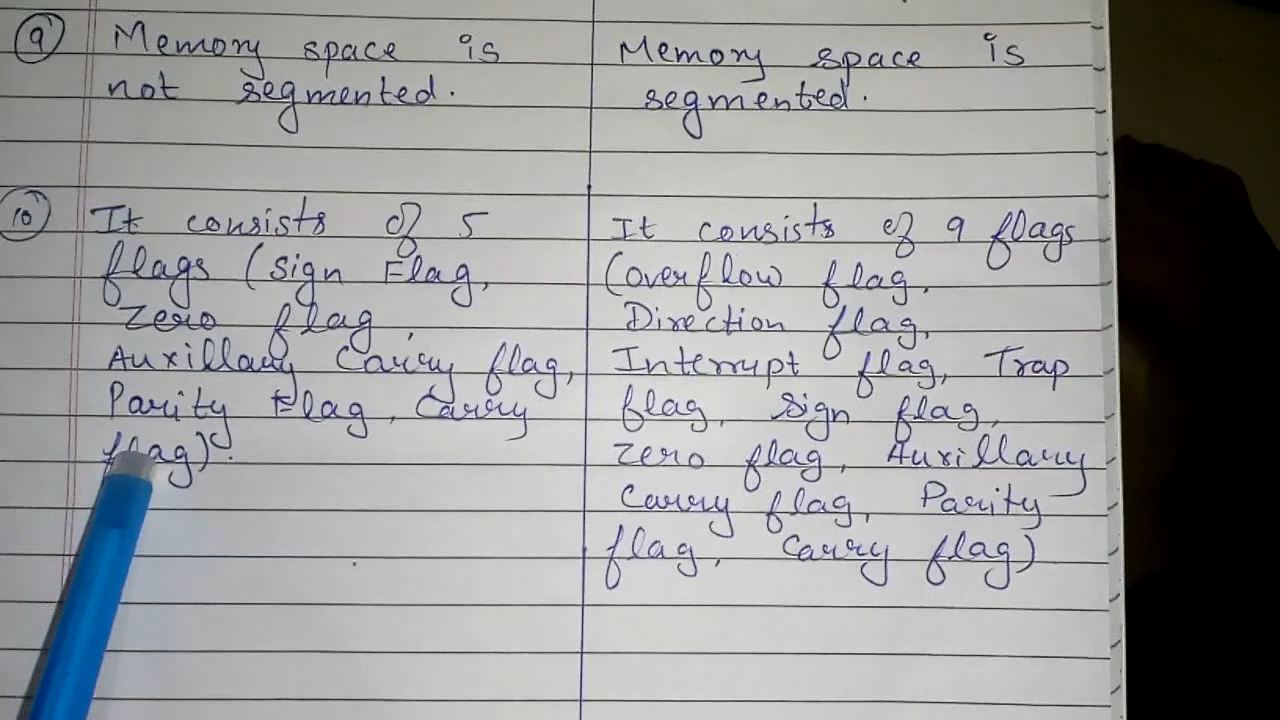 9 Memory space is
not segmented.
Memory space is
segmented.
10 It consists of 5
flags (sign Flag,
Zero flag,
Auxillary Carry flag,
Parity Flag, Carry
flag).
It consists of 9 flags
(overflow flag,
Direction flag,
Interrupt flag, Trap
flag, sign flag,
Zero flag, Auxillary
Carry flag, Parity
flag, Carry flag)